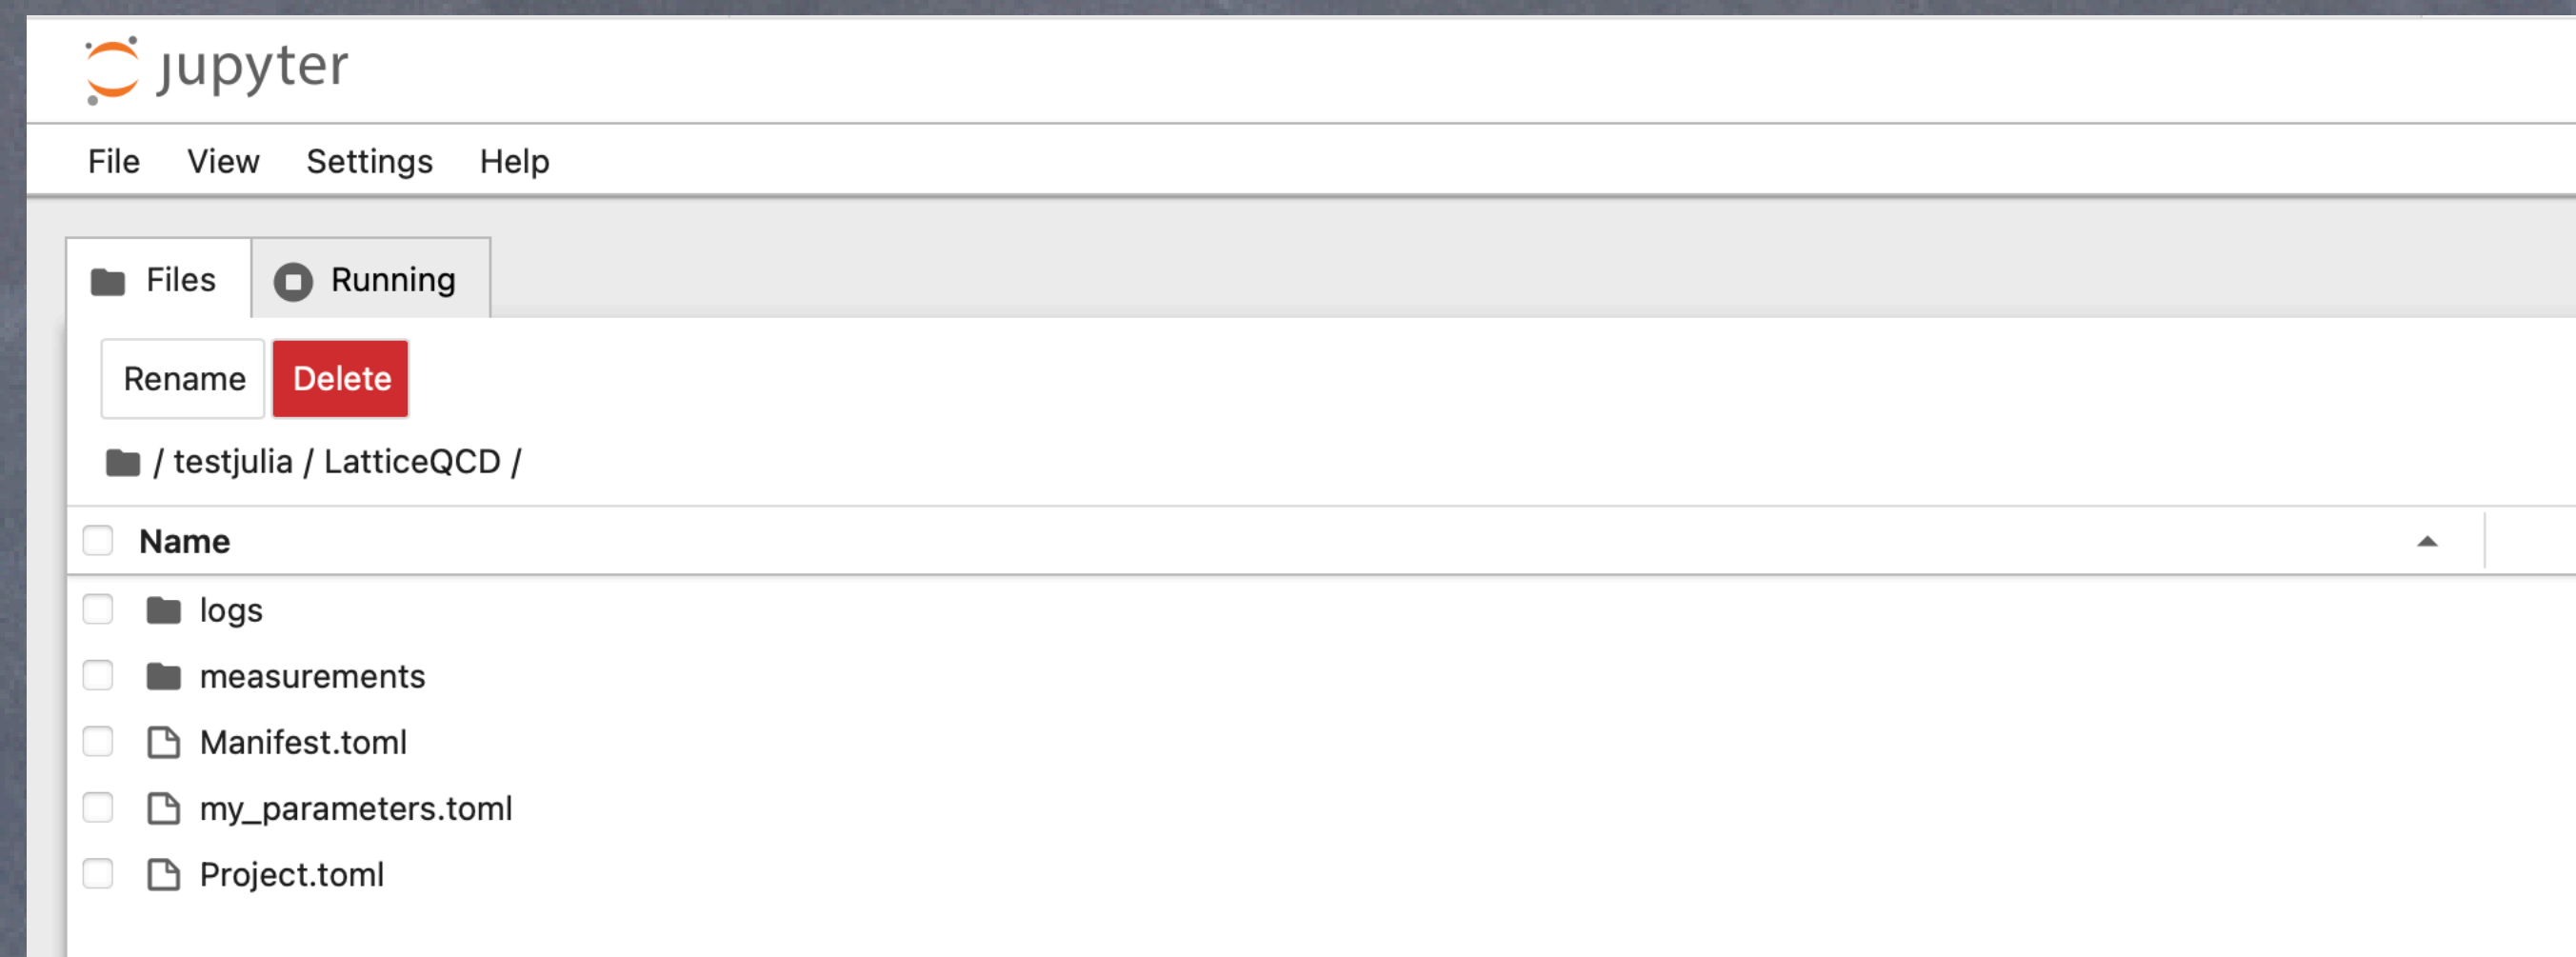 jupyter
File View Settings Help
Files Running
Rename Delete
/ testjulia / LatticeQCD /
Name
logs
measurements
Manifest.toml
my_parameters.toml
Project.toml